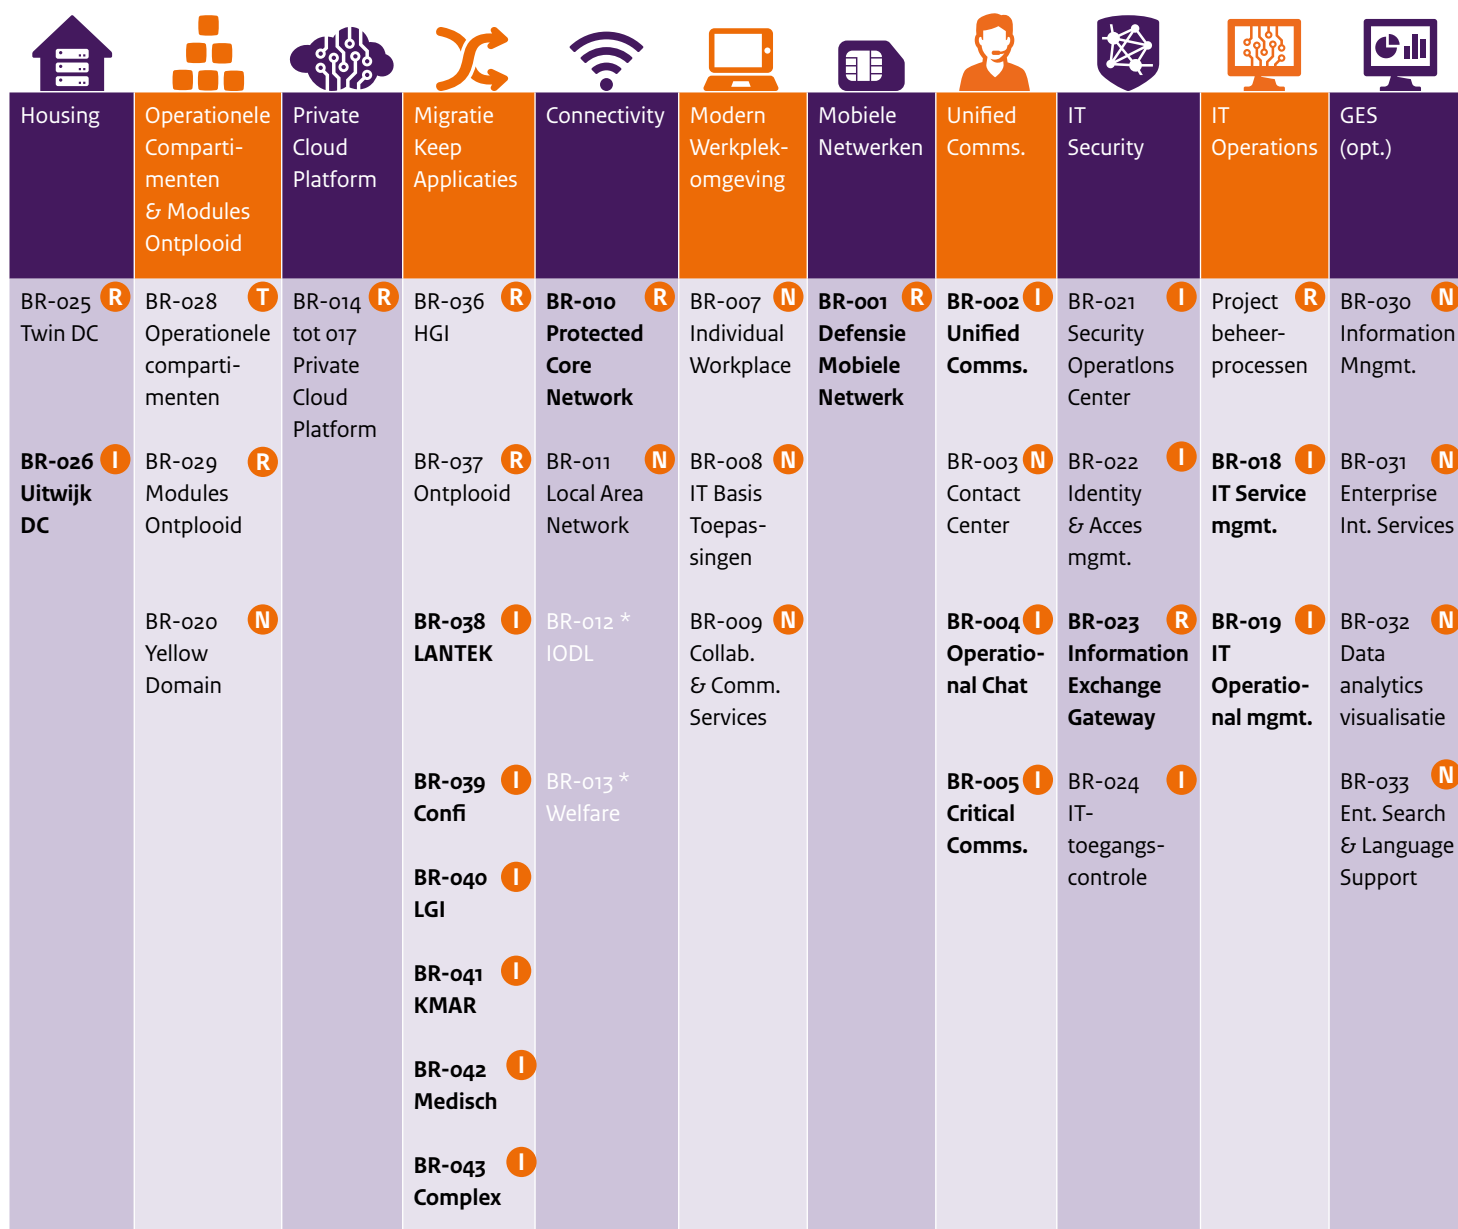 Housing
Operationele
Comparti-
menten
& Modules
Ontplooid
Private
Cloud
Platform
Migratie
Keep
Applicaties
Connectivity
Modern
Werkplek-
omgeving
Mobiele
Netwerken
Unified
Comms.
IT
Security
IT
Operations
GES
(opt.)
BR-025 R
Twin DC
BR-026 I
Uitwijk
DC
BR-028 T
Operationele
comparti-
menten
BR-029 R
Modules
Ontplooid
BR-020 N
Yellow
Domain
BR-014 R
tot 017
Private
Cloud
Platform
BR-036 R
HGI
BR-037 R
Ontplooid
BR-038 I
LANTEK
BR-039 I
Confi
BR-040 I
LGI
BR-041 I
KMAR
BR-042 I
Medisch
BR-043 I
Complex
BR-010 R
Protected
Core
Network
BR-011 N
Local Area
Network
BR-012 *
IODL
BR-013 *
Welfare
BR-007 N
Individual
Workplace
BR-008 N
IT Basis
Toepas-
singen
BR-009 N
Collab.
& Comm.
Services
BR-001 R
Defensie
Mobiele
Netwerk
BR-002 I
Unified
Comms.
BR-003 N
Contact
Center
BR-004 I
Operatio-
nal Chat
BR-005 I
Critical
Comms.
BR-021 I
Security
OperatIons
Center
BR-022 I
Identity
& Acces
mgmt.
BR-023 R
Information
Exchange
Gateway
BR-024 I
IT-
toegangs-
controle
Project R
beheer-
processen
BR-018 I
IT Service
mgmt.
BR-019 I
IT
Operatio-
nal mgmt.
BR-030 N
Information
Mngmt.
BR-031 N
Enterprise
Int. Services
BR-032 N
Data
analytics
visualisatie
BR-033 N
Ent. Search
& Language
Support